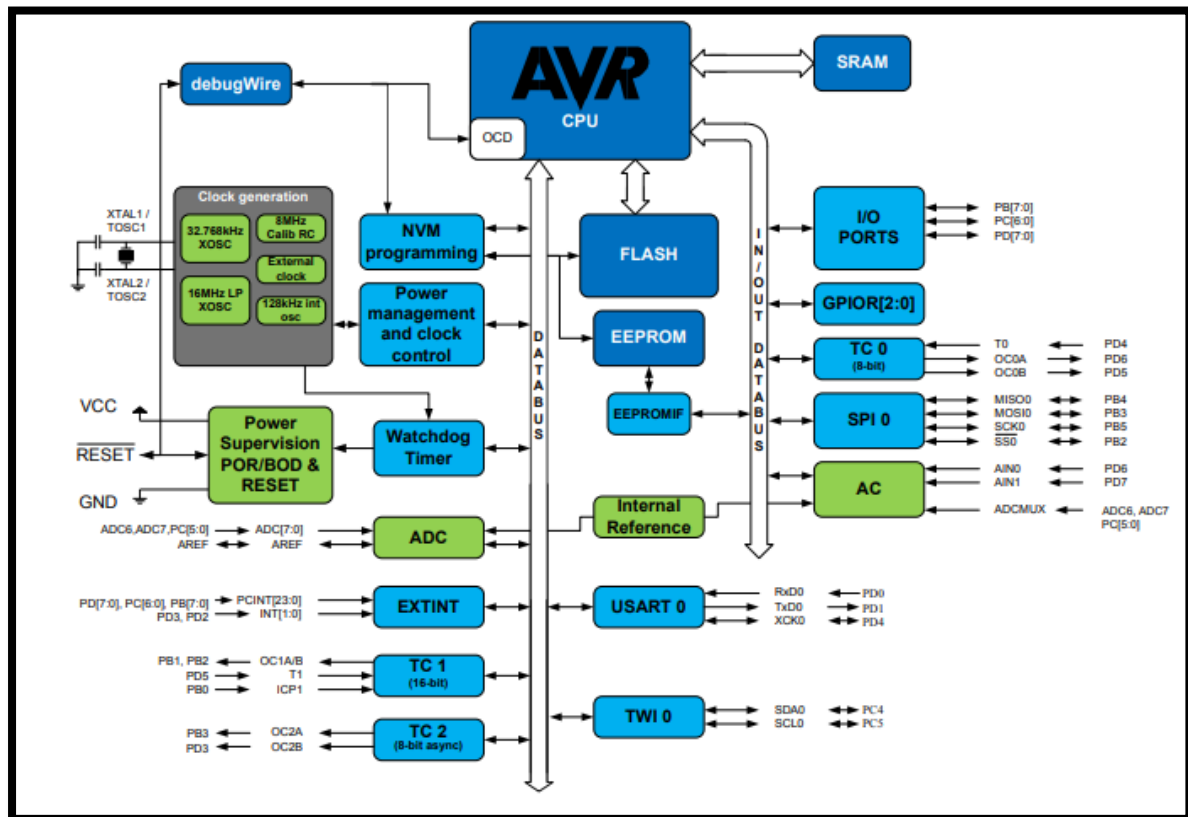 AVR
CPU
OCD
SRAM
debugWire
Clock generation
32.768kHz
XOSC
8MHz
Calib RC
External
clock
16MHz LP
XOSC
128kHz int
osc
XTAL1 /
TOSC1
XTAL2 /
TOSC2
NVM
programming
Power
management
and clock
control
FLASH
EEPROM
EEPROMIF
DATABUS
IN/OUT DATABUS
I/O
PORTS
PB[7:0]
PC[6:0]
PD[7:0]
GPIOR[2:0]
TC 0
(8-bit)
T0 PD4
OC0A PD6
OC0B PD5
SPI 0
MISO0 PB4
MOSI0 PB3
SCK0 PB5
SS0 PB2
AC
AIN0 PD6
AIN1 PD7
ADCMUX ADC6, ADC7
PC[5:0]
VCC
RESET
GND
Power
Supervision
POR/BOD &
RESET
Watchdog
Timer
Internal
Reference
ADC6,ADC7,PC[5:0] ADC[7:0]
AREF AREF
ADC
PD[7:0], PC[6:0], PB[7:0] PCINT[23:0]
PD3, PD2 INT[1:0]
EXTINT
USART 0
RxD0 PD0
TxD0 PD1
XCK0 PD4
PB1, PB2 OC1A/B
PD5 T1
PB0 ICP1
TC 1
(16-bit)
TWI 0
SDA0 PC4
SCL0 PC5
PB3 OC2A
PD3 OC2B
TC 2
(8-bit async)